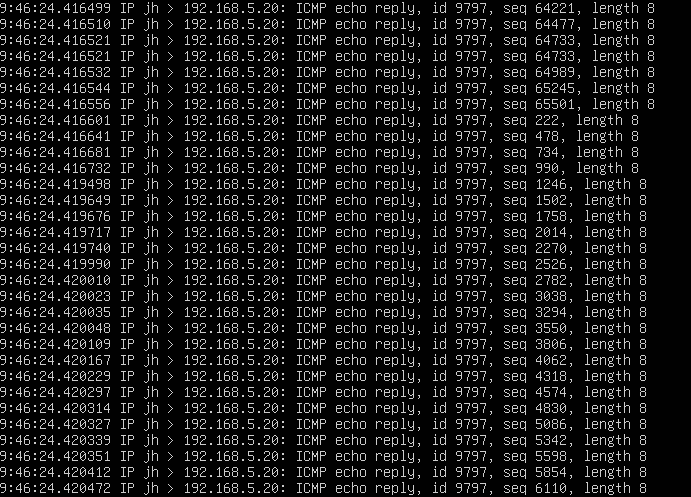 9:46:24.416499 IP jh > 192.168.5.20: ICMP echo reply, id 9797, seq 64221, length 8
9:46:24.416510 IP jh > 192.168.5.20: ICMP echo reply, id 9797, seq 64477, length 8
9:46:24.416521 IP jh > 192.168.5.20: ICMP echo reply, id 9797, seq 64733, length 8
9:46:24.416521 IP jh > 192.168.5.20: ICMP echo reply, id 9797, seq 64733, length 8
9:46:24.416532 IP jh > 192.168.5.20: ICMP echo reply, id 9797, seq 64989, length 8
9:46:24.416544 IP jh > 192.168.5.20: ICMP echo reply, id 9797, seq 65245, length 8
9:46:24.416556 IP jh > 192.168.5.20: ICMP echo reply, id 9797, seq 65501, length 8
9:46:24.416601 IP jh > 192.168.5.20: ICMP echo reply, id 9797, seq 222, length 8
9:46:24.416641 IP jh > 192.168.5.20: ICMP echo reply, id 9797, seq 478, length 8
9:46:24.416681 IP jh > 192.168.5.20: ICMP echo reply, id 9797, seq 734, length 8
9:46:24.416732 IP jh > 192.168.5.20: ICMP echo reply, id 9797, seq 990, length 8
9:46:24.419498 IP jh > 192.168.5.20: ICMP echo reply, id 9797, seq 1246, length 8
9:46:24.419649 IP jh > 192.168.5.20: ICMP echo reply, id 9797, seq 1502, length 8
9:46:24.419676 IP jh > 192.168.5.20: ICMP echo reply, id 9797, seq 1758, length 8
9:46:24.419717 IP jh > 192.168.5.20: ICMP echo reply, id 9797, seq 2014, length 8
9:46:24.419740 IP jh > 192.168.5.20: ICMP echo reply, id 9797, seq 2270, length 8
9:46:24.419990 IP jh > 192.168.5.20: ICMP echo reply, id 9797, seq 2526, length 8
9:46:24.420010 IP jh > 192.168.5.20: ICMP echo reply, id 9797, seq 2782, length 8
9:46:24.420023 IP jh > 192.168.5.20: ICMP echo reply, id 9797, seq 3038, length 8
9:46:24.420035 IP jh > 192.168.5.20: ICMP echo reply, id 9797, seq 3294, length 8
9:46:24.420048 IP jh > 192.168.5.20: ICMP echo reply, id 9797, seq 3550, length 8
9:46:24.420109 IP jh > 192.168.5.20: ICMP echo reply, id 9797, seq 3806, length 8
9:46:24.420167 IP jh > 192.168.5.20: ICMP echo reply, id 9797, seq 4062, length 8
9:46:24.420229 IP jh > 192.168.5.20: ICMP echo reply, id 9797, seq 4318, length 8
9:46:24.420297 IP jh > 192.168.5.20: ICMP echo reply, id 9797, seq 4574, length 8
9:46:24.420314 IP jh > 192.168.5.20: ICMP echo reply, id 9797, seq 4830, length 8
9:46:24.420327 IP jh > 192.168.5.20: ICMP echo reply, id 9797, seq 5086, length 8
9:46:24.420339 IP jh > 192.168.5.20: ICMP echo reply, id 9797, seq 5342, length 8
9:46:24.420351 IP jh > 192.168.5.20: ICMP echo reply, id 9797, seq 5598, length 8
9:46:24.420412 IP jh > 192.168.5.20: ICMP echo reply, id 9797, seq 5854, length 8
9:46:24.420472 IP jh > 192.168.5.20: ICMP echo reply, id 9797, seq 6110, length 8